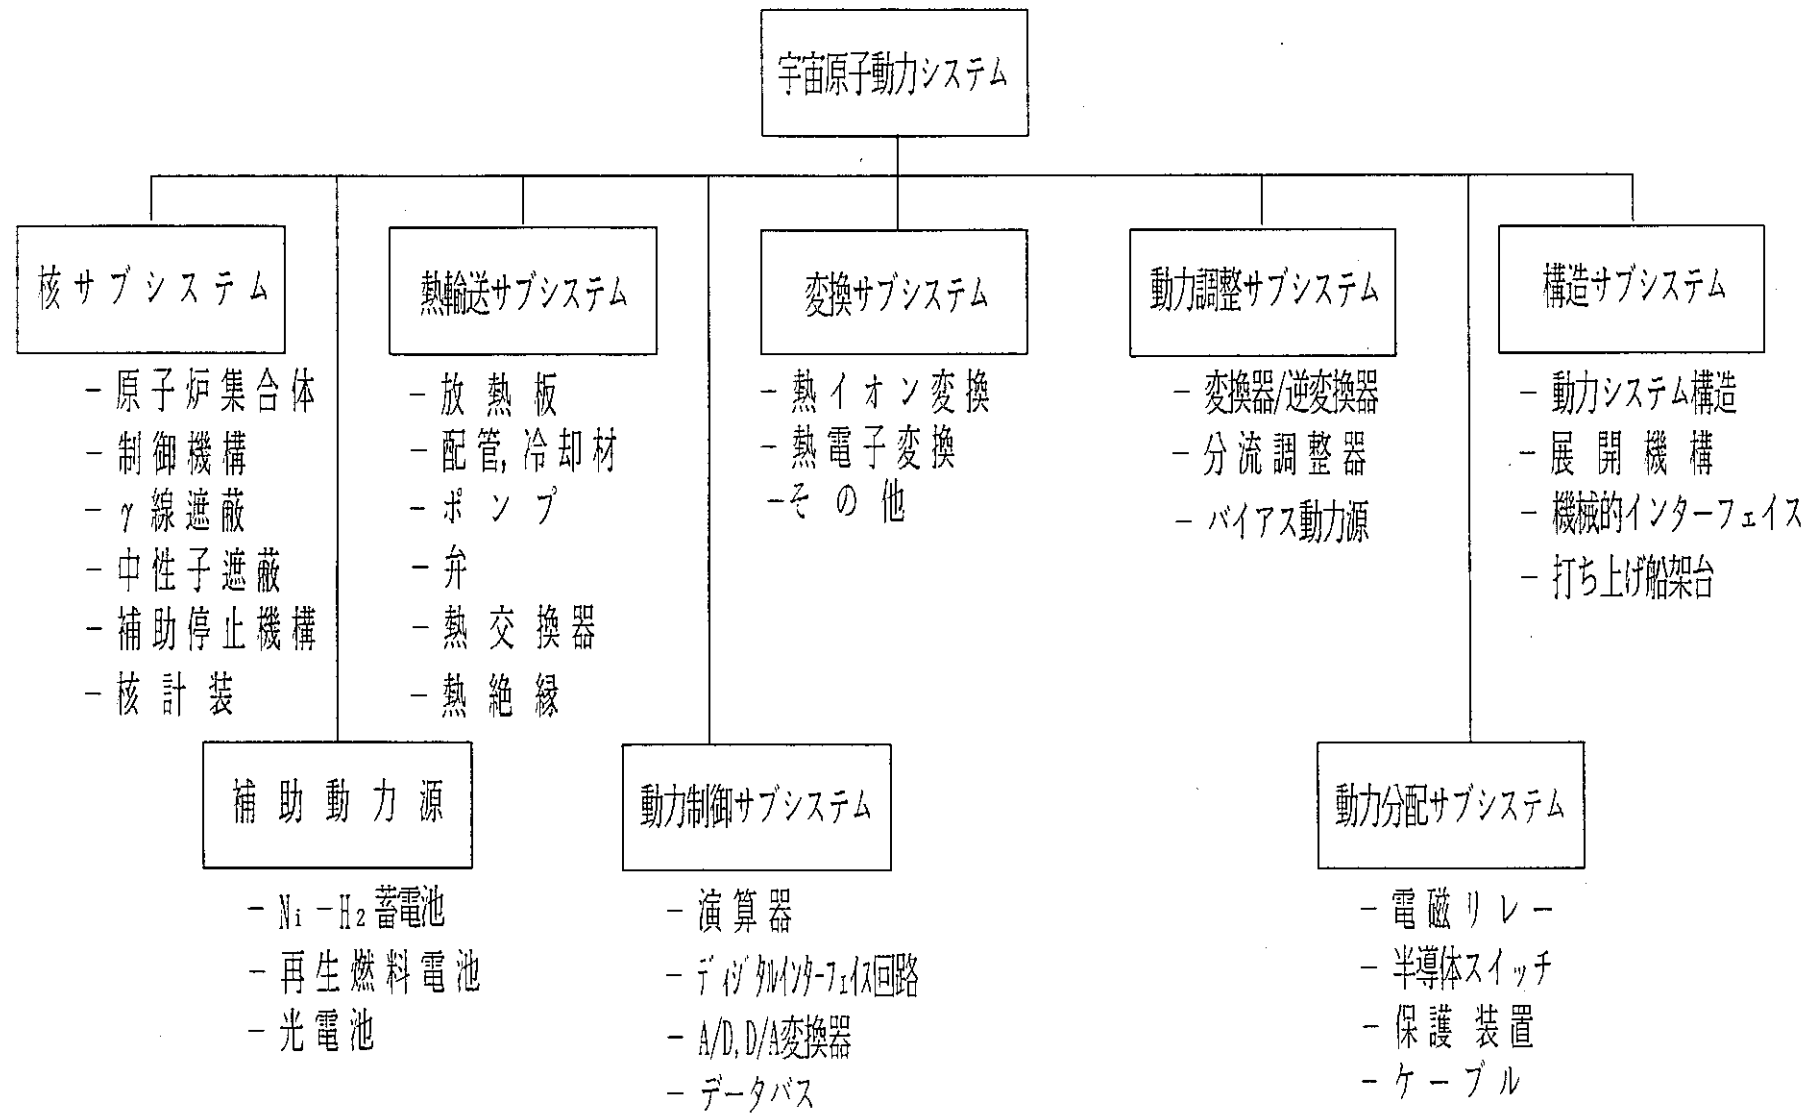 宇宙原子動力システム
核サブシステム
- 原子炉集合体
- 制御機構
- γ線遮蔽
- 中性子遮蔽
- 補助停止機構
- 核計装
熱輸送サブシステム
- 放熱板
- 配管,冷却材
- ポンプ
- 弁
- 熱交換器
- 熱絶縁
変換サブシステム
- 熱イオン変換
- 熱電子変換
- その他
動力調整サブシステム
- 変換器/逆変換器
- 分流調整器
- バイアス動力源
構造サブシステム
- 動力システム構造
- 展開機構
- 機械的インターフェイス
- 打ち上げ船架台
補助動力源
- Ni-H₂蓄電池
- 再生燃料電池
- 光電池
動力制御サブシステム
- 演算器
- ディジタルインターフェイス回路
- A/D,D/A変換器
- データバス
動力分配サブシステム
- 電磁リレー
- 半導体スイッチ
- 保護装置
- ケーブル